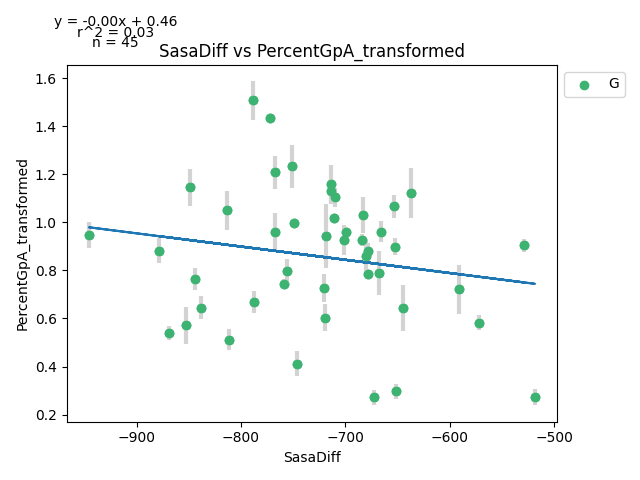 y = -0.00x + 0.46
r^2 = 0.03
n = 45
SasaDiff vs PercentGpA_transformed
G
1.6
1.4
1.2
1.0
0.8
0.6
0.4
0.2
PercentGpA_transformed
−900
−800
−700
−600
−500
SasaDiff